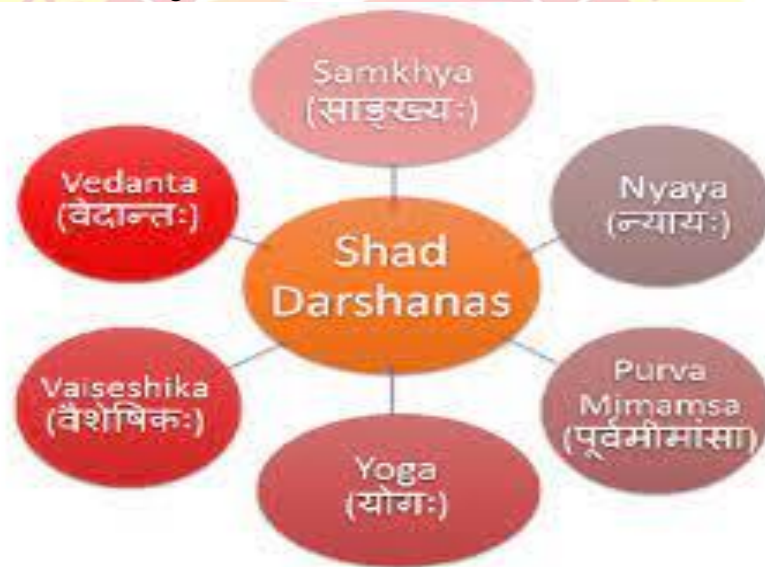 Samkhya
(साङ्ख्यः)
Nyaya
(न्यायः)
Purva
Mimamsa
(पूर्वमीमांसा)
Yoga
(योगः)
Vaiseshika
(वैशेषिकः)
Vedanta
(वेदान्तः)
Shad
Darshanas